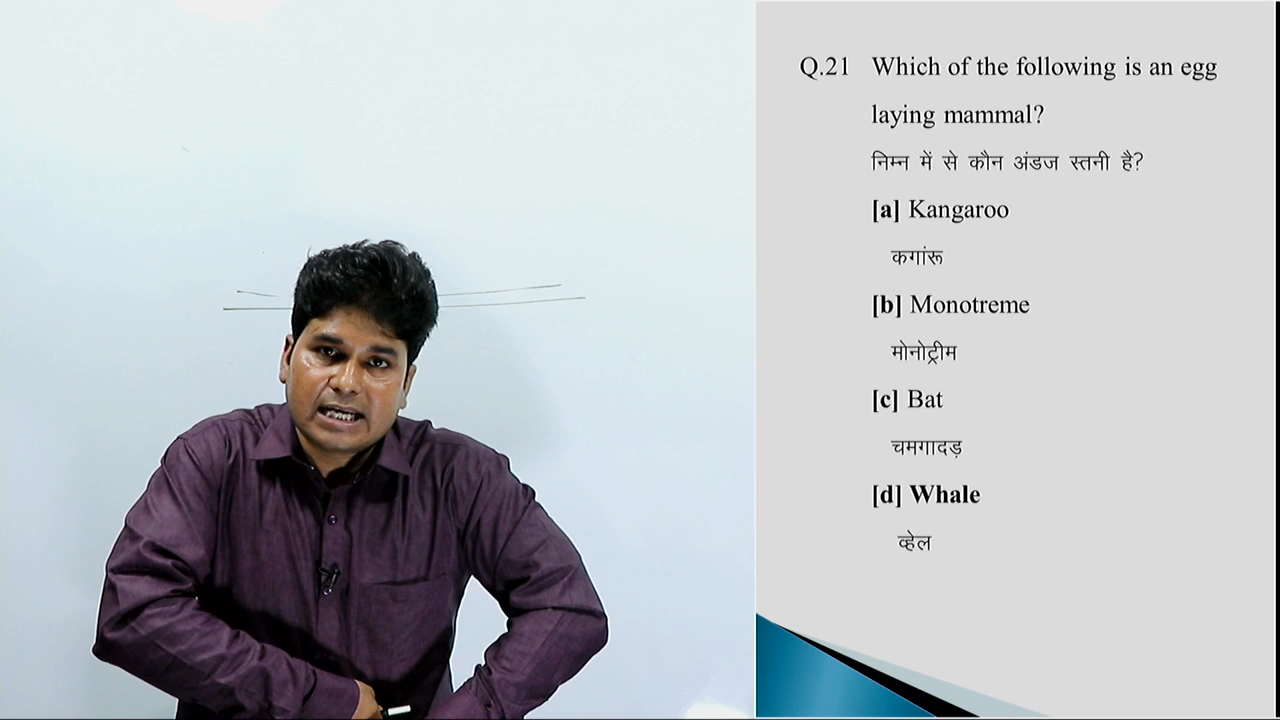 Q.21 Which of the following is an egg
laying mammal?
निम्न में से कौन अंडज स्तनी है?
[a] Kangaroo
कगांरू
[b] Monotreme
मोनोट्रीम
[c] Bat
चमगादड़
[d] Whale
व्हेल